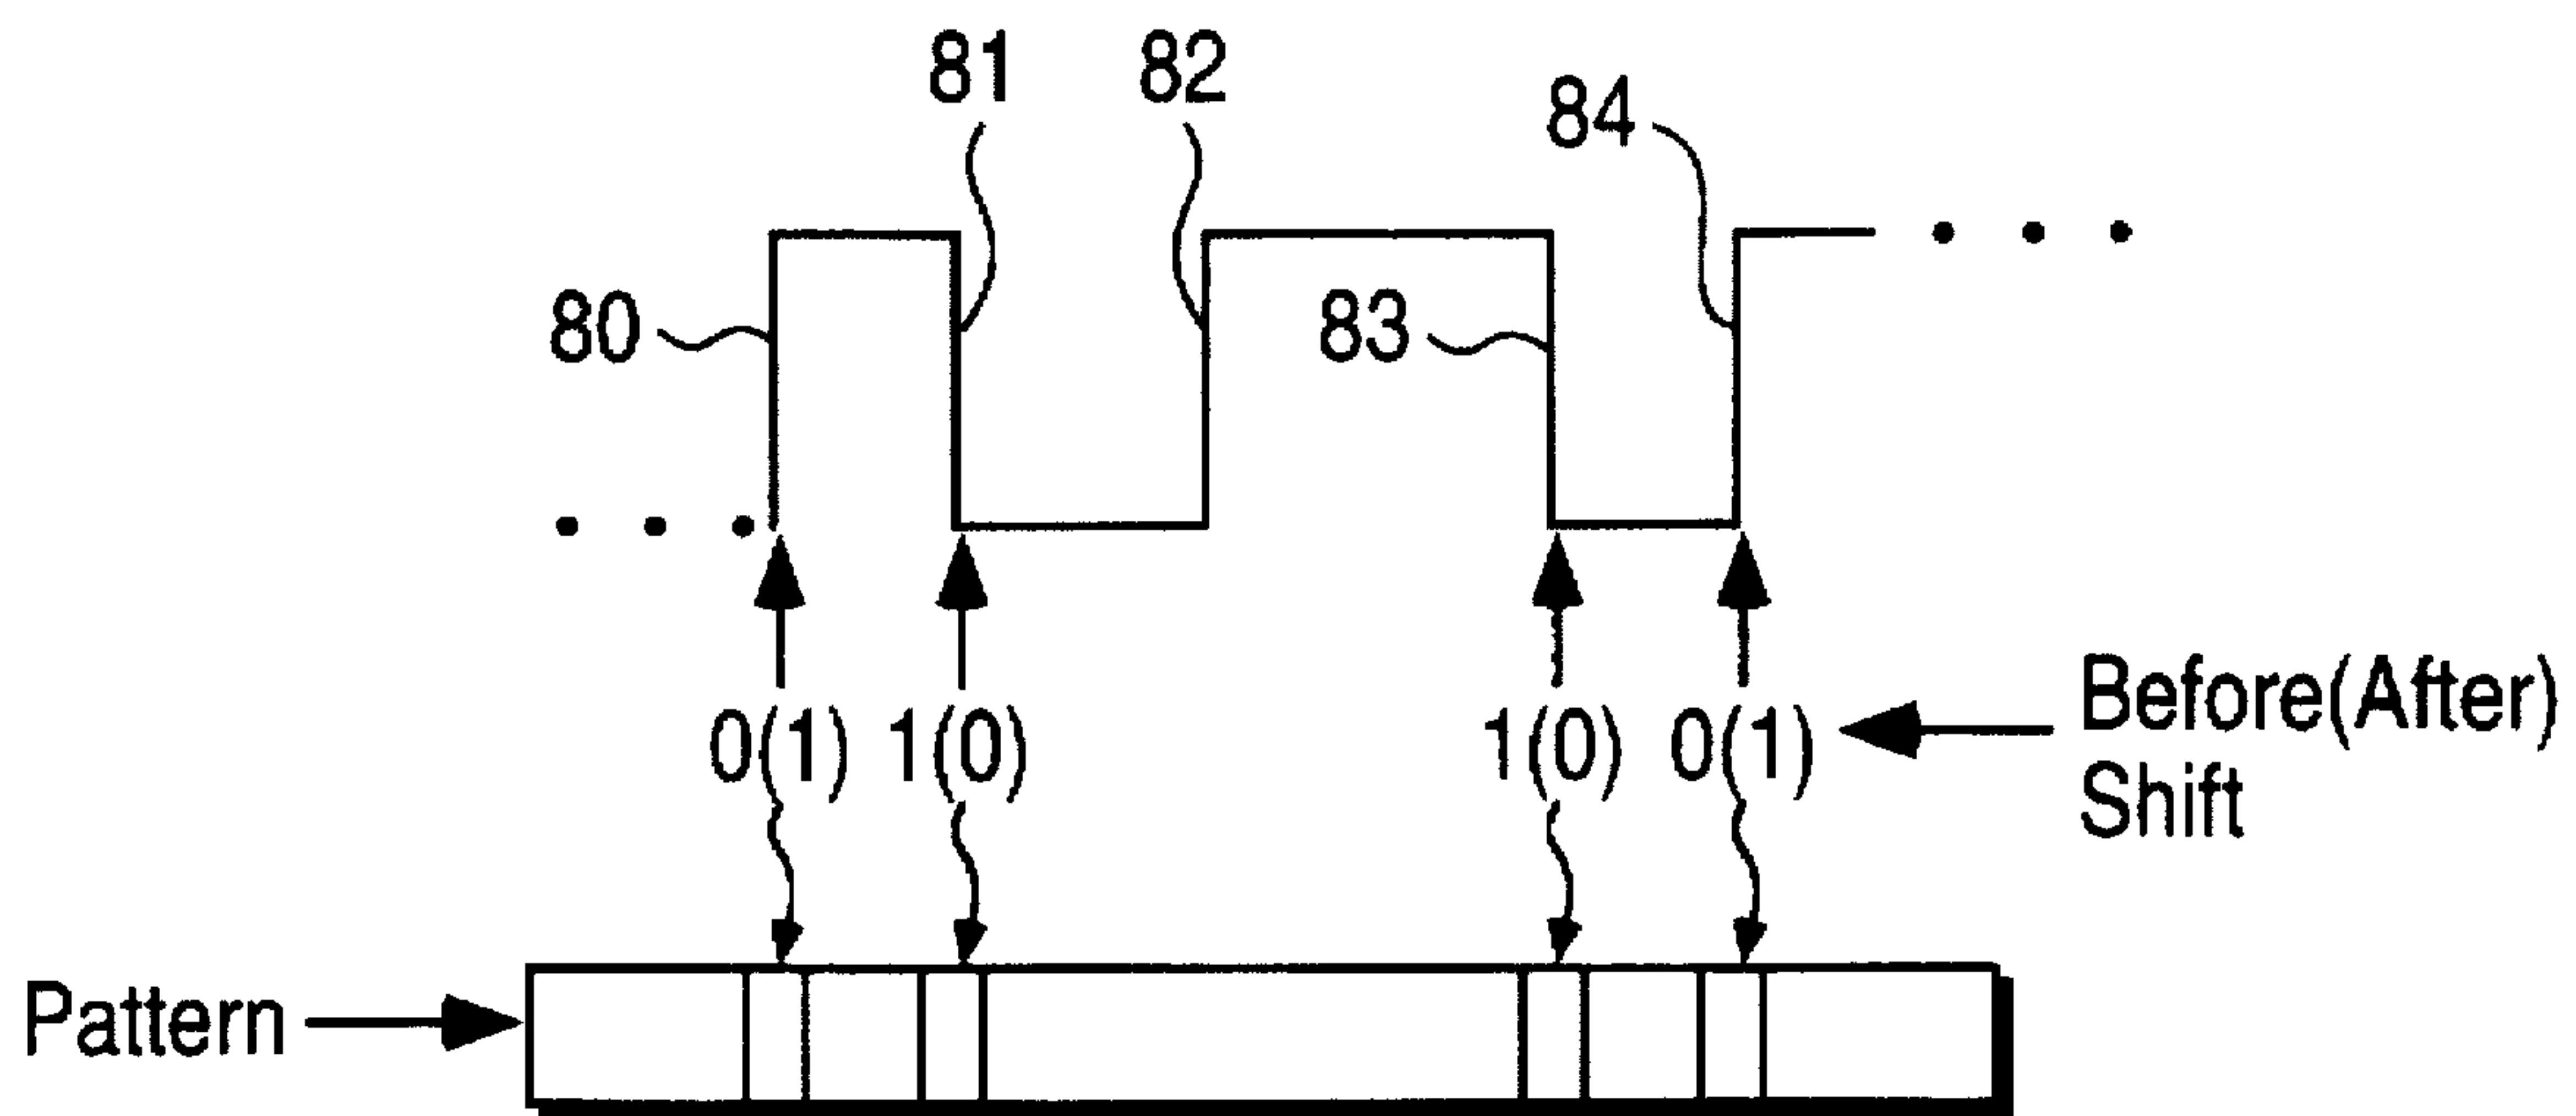 81 82
84
80 83
0(1) 1(0) 1(0) 0(1) Before(After)
Shift
Pattern